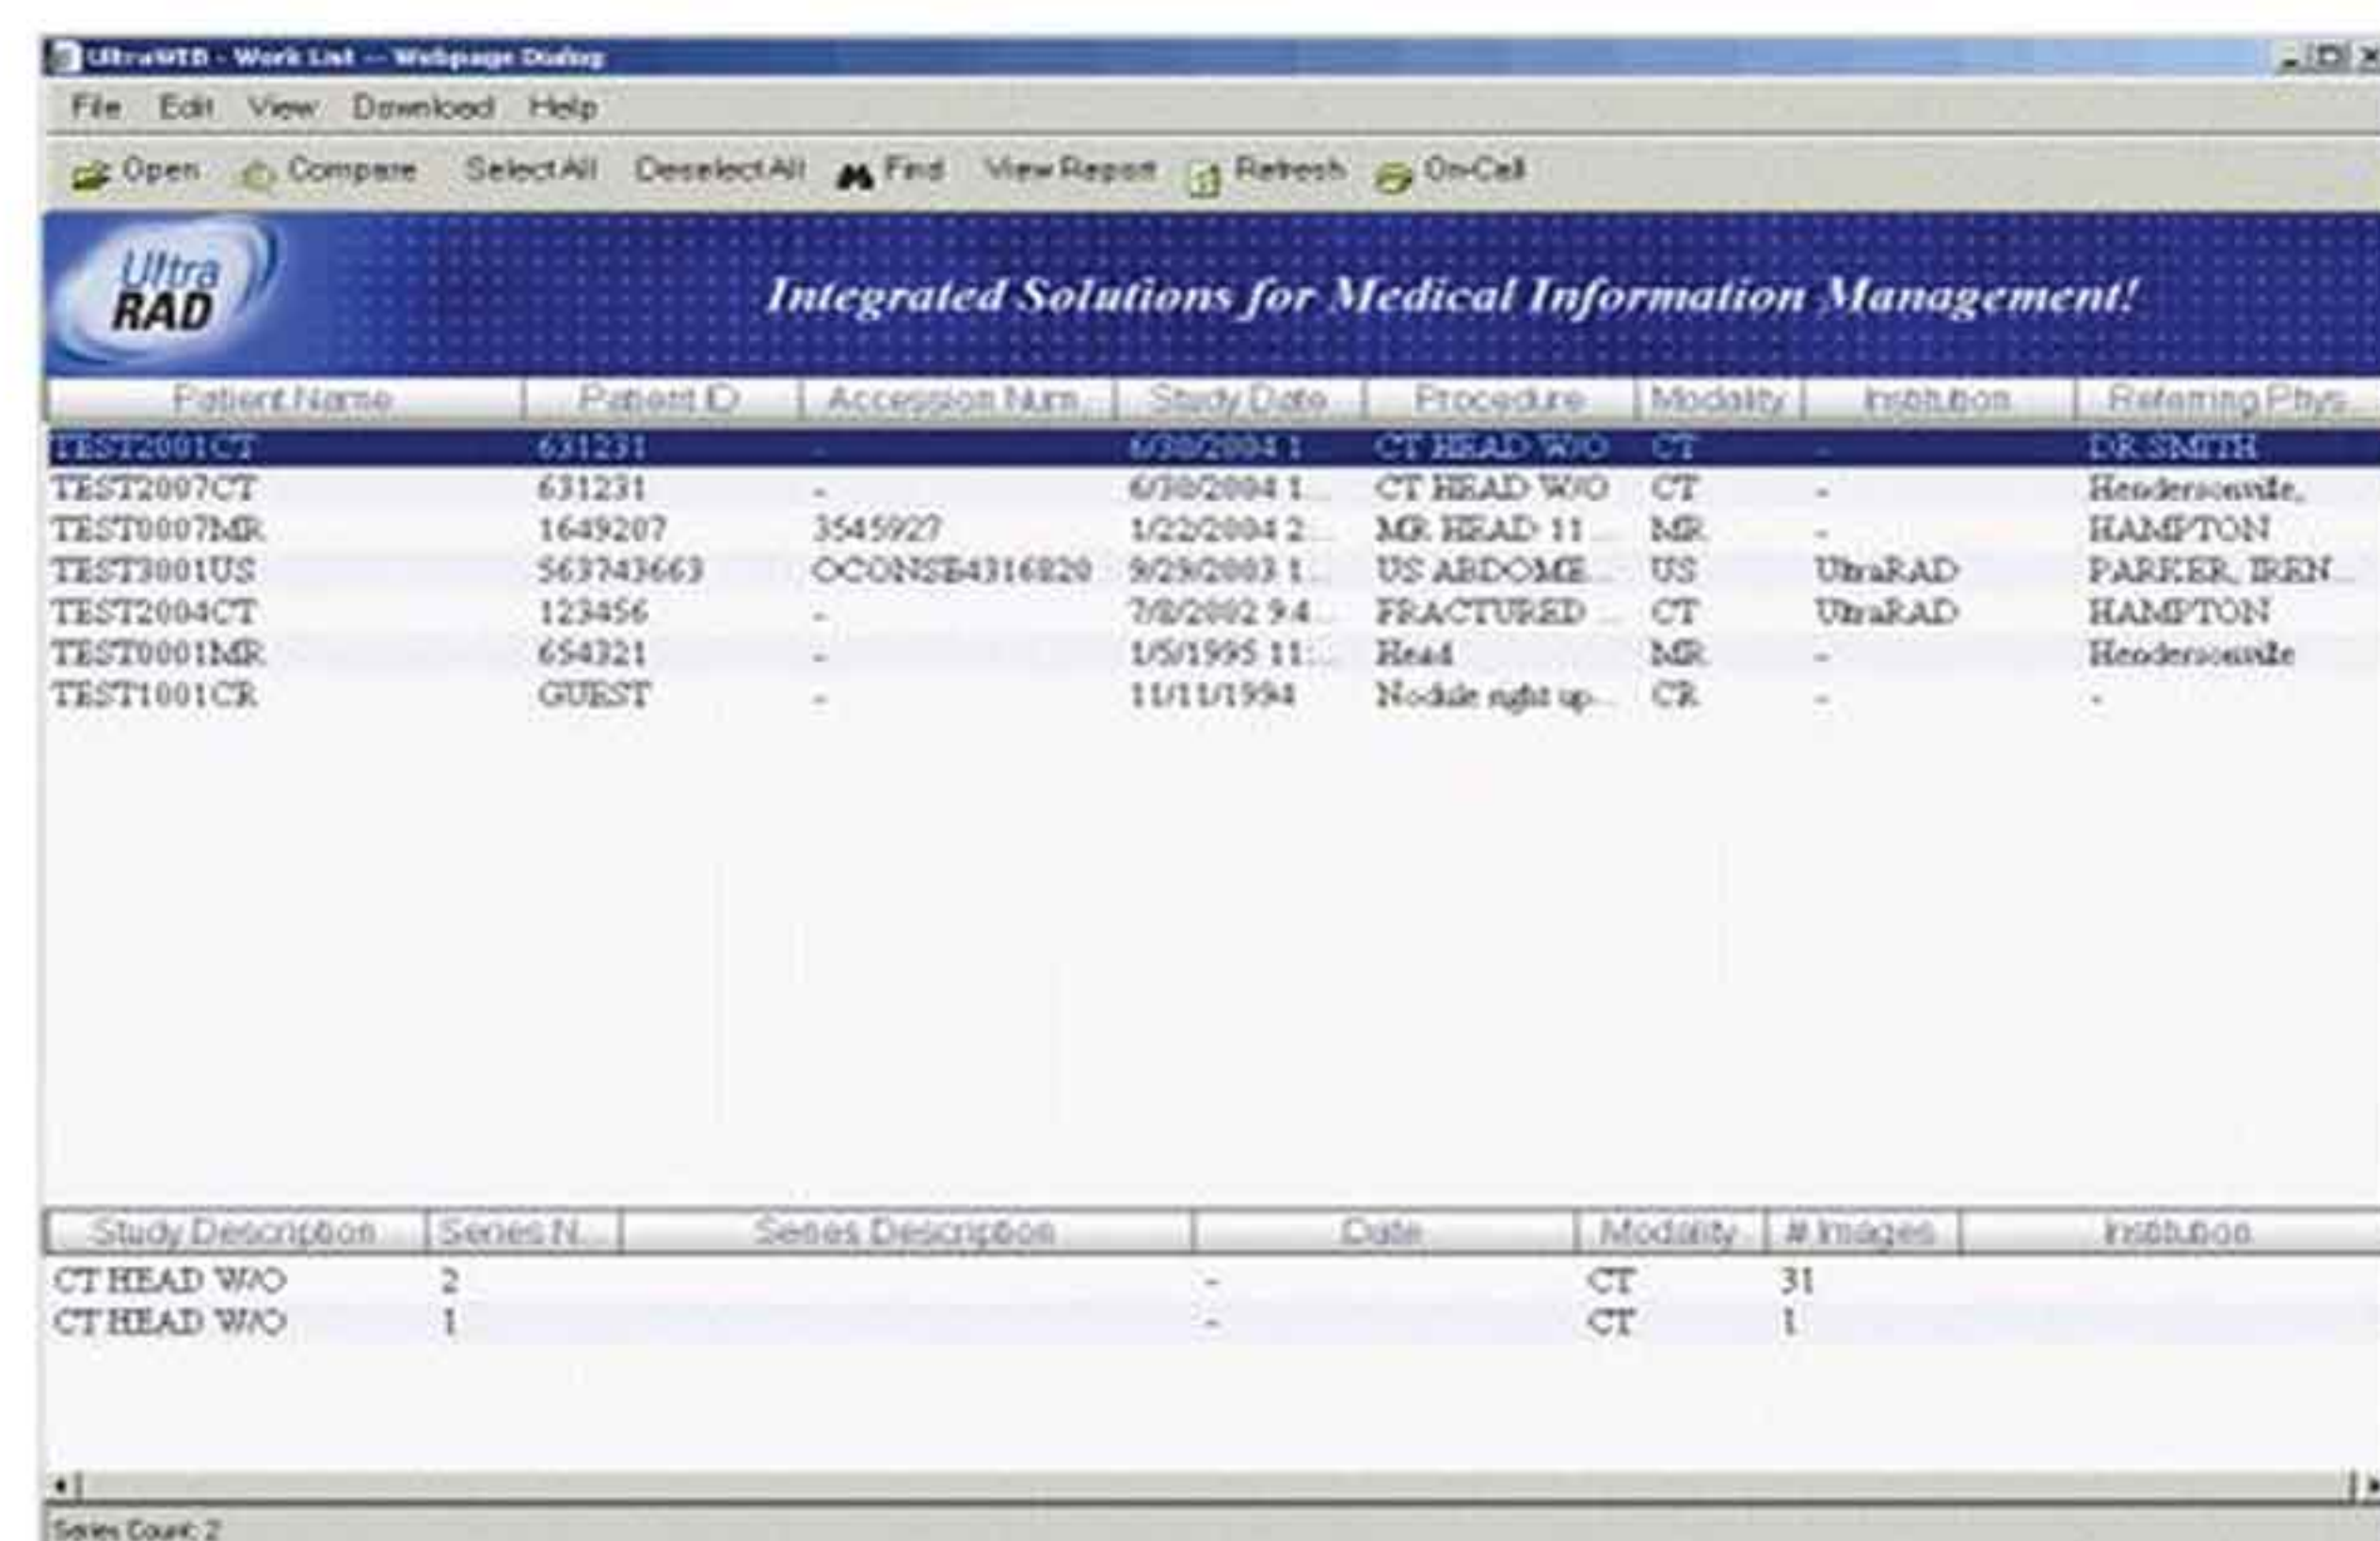 UltraWEB - Work List -- Webpage Dialog
File Edit View Download Help
Open Compare Select All Deselect All Find View Report Refresh On-Call
Ultra
RAD
Integrated Solutions for Medical Information Management!
Patient Name Patient ID Accession Num... Study Date Procedure Modality Institution Referring Phys...
TEST2001CT 631231 - 6/30/2004 1... CT HEAD W/O CT - DR SMITH
TEST2007CT 631231 - 6/30/2004 1... CT HEAD W/O CT - Hendersonville,
TEST0007MR 1649207 3545927 1/22/2004 2... MR HEAD 11... MR - HAMPTON
TEST3001US 563743663 OCONSB4316820 9/29/2003 1... US ABDOME... US UltraRAD PARKER, IREN...
TEST2004CT 123456 - 7/8/2002 9:4... FRACTURED ... CT UltraRAD HAMPTON
TEST0001MR 654321 - 1/5/1995 11:... Head MR - Hendersonville
TEST1001CR GUEST - 11/11/1994 Nodule right up... CR - -
Study Description Series N... Series Description Date Modality # Images Institution
CT HEAD W/O 2 - CT 31
CT HEAD W/O 1 - CT 1
Series Count: 2